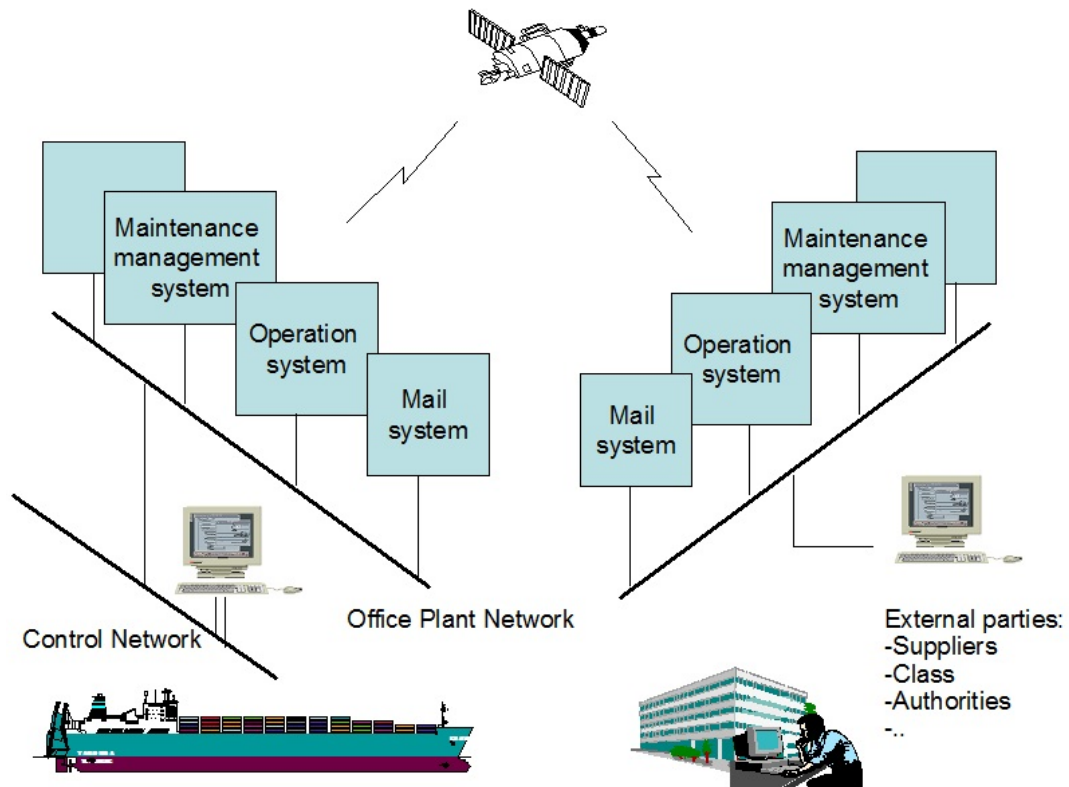 Maintenance
management
system
Operation
system
Mail
system
Maintenance
management
system
Operation
system
Mail
system
Control Network
Office Plant Network
External parties:
-Suppliers
-Class
-Authorities
-..